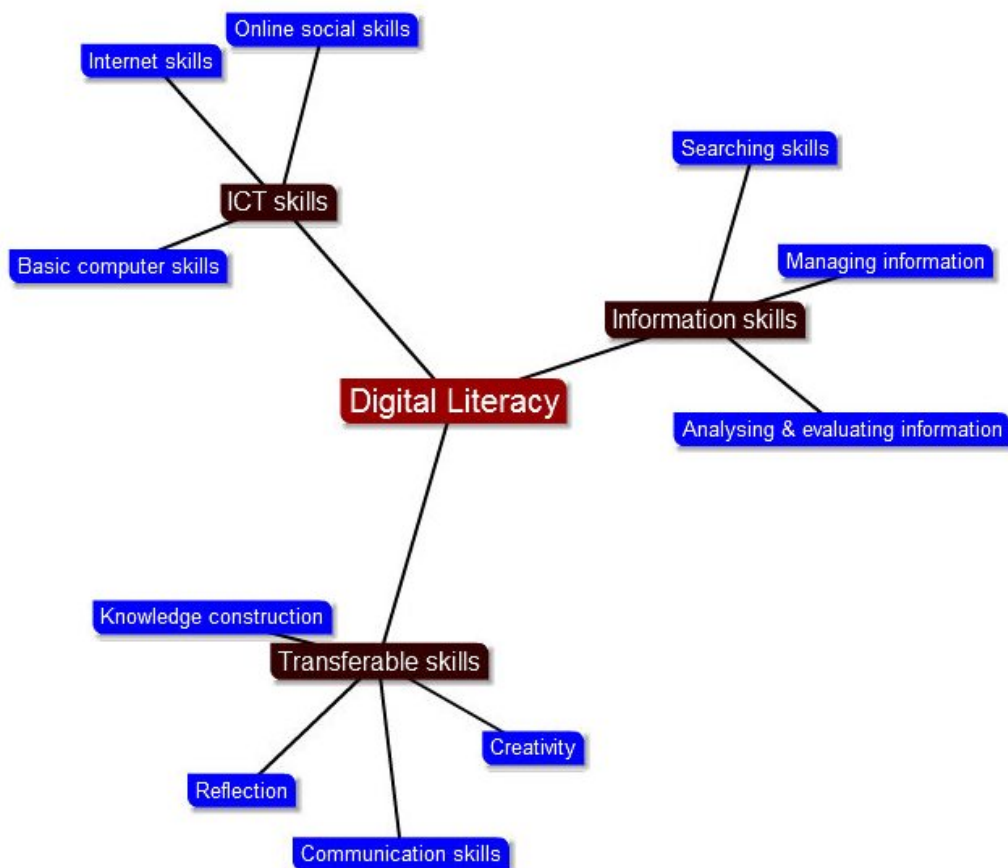 Online social skills
Internet skills
Searching skills
ICT skills
Basic computer skills
Managing information
Information skills
Digital Literacy
Analysing & evaluating information
Knowledge construction
Transferable skills
Creativity
Reflection
Communication skills